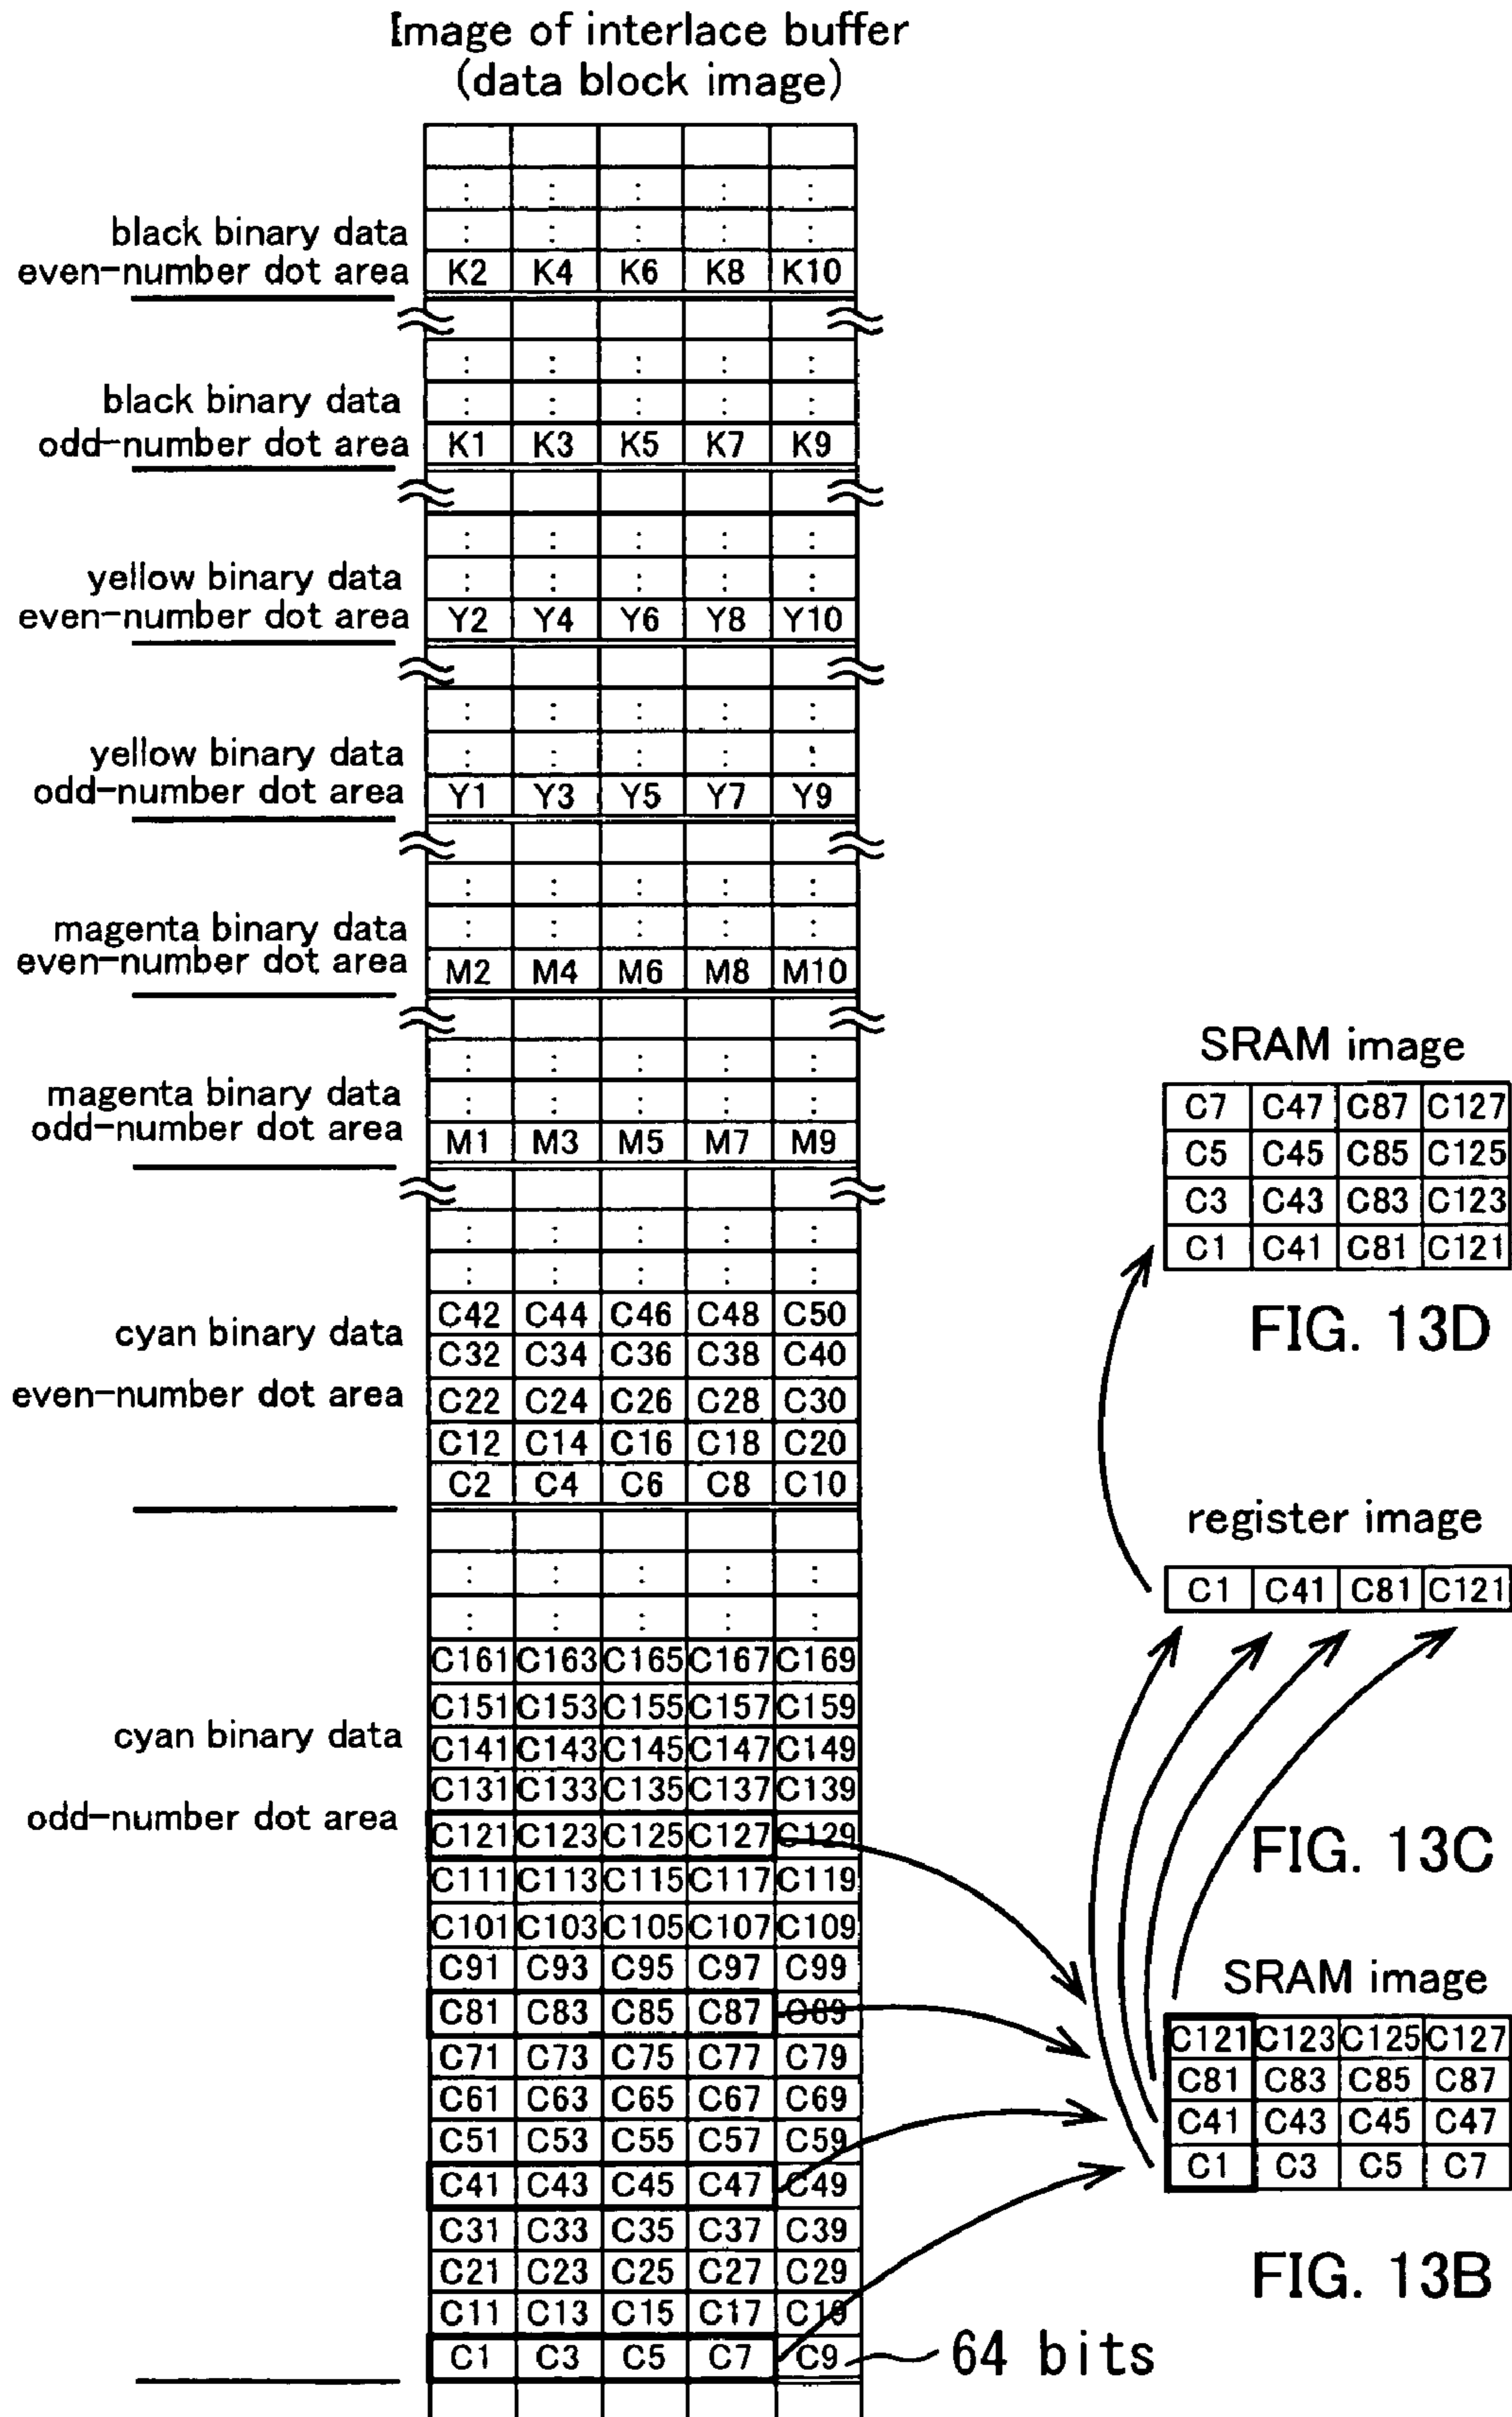 Image of interlace buffer
(data block image)
: : : : :
: : : : :
black binary data
even-number dot area
K2 K4 K6 K8 K10
: : : : :
: : : : :
black binary data
odd-number dot area
K1 K3 K5 K7 K9
: : : : :
: : : : :
yellow binary data
even-number dot area
Y2 Y4 Y6 Y8 Y10
: : : : :
: : : : :
yellow binary data
odd-number dot area
Y1 Y3 Y5 Y7 Y9
: : : : :
: : : : :
magenta binary data
even-number dot area
M2 M4 M6 M8 M10
: : : : :
: : : : :
magenta binary data
odd-number dot area
M1 M3 M5 M7 M9
: : : : :
: : : : :
cyan binary data
even-number dot area
C42 C44 C46 C48 C50
C32 C34 C36 C38 C40
C22 C24 C26 C28 C30
C12 C14 C16 C18 C20
C2 C4 C6 C8 C10
: : : : :
: : : : :
cyan binary data
odd-number dot area
C161 C163 C165 C167 C169
C151 C153 C155 C157 C159
C141 C143 C145 C147 C149
C131 C133 C135 C137 C139
C121 C123 C125 C127 C129
C111 C113 C115 C117 C119
C101 C103 C105 C107 C109
C91 C93 C95 C97 C99
C81 C83 C85 C87 C89
C71 C73 C75 C77 C79
C61 C63 C65 C67 C69
C51 C53 C55 C57 C59
C41 C43 C45 C47 C49
C31 C33 C35 C37 C39
C21 C23 C25 C27 C29
C11 C13 C15 C17 C19
C1 C3 C5 C7 C9
64 bits
SRAM image
C7 C47 C87 C127
C5 C45 C85 C125
C3 C43 C83 C123
C1 C41 C81 C121
FIG. 13D
register image
C1 C41 C81 C121
FIG. 13C
SRAM image
C121 C123 C125 C127
C81 C83 C85 C87
C41 C43 C45 C47
C1 C3 C5 C7
FIG. 13B